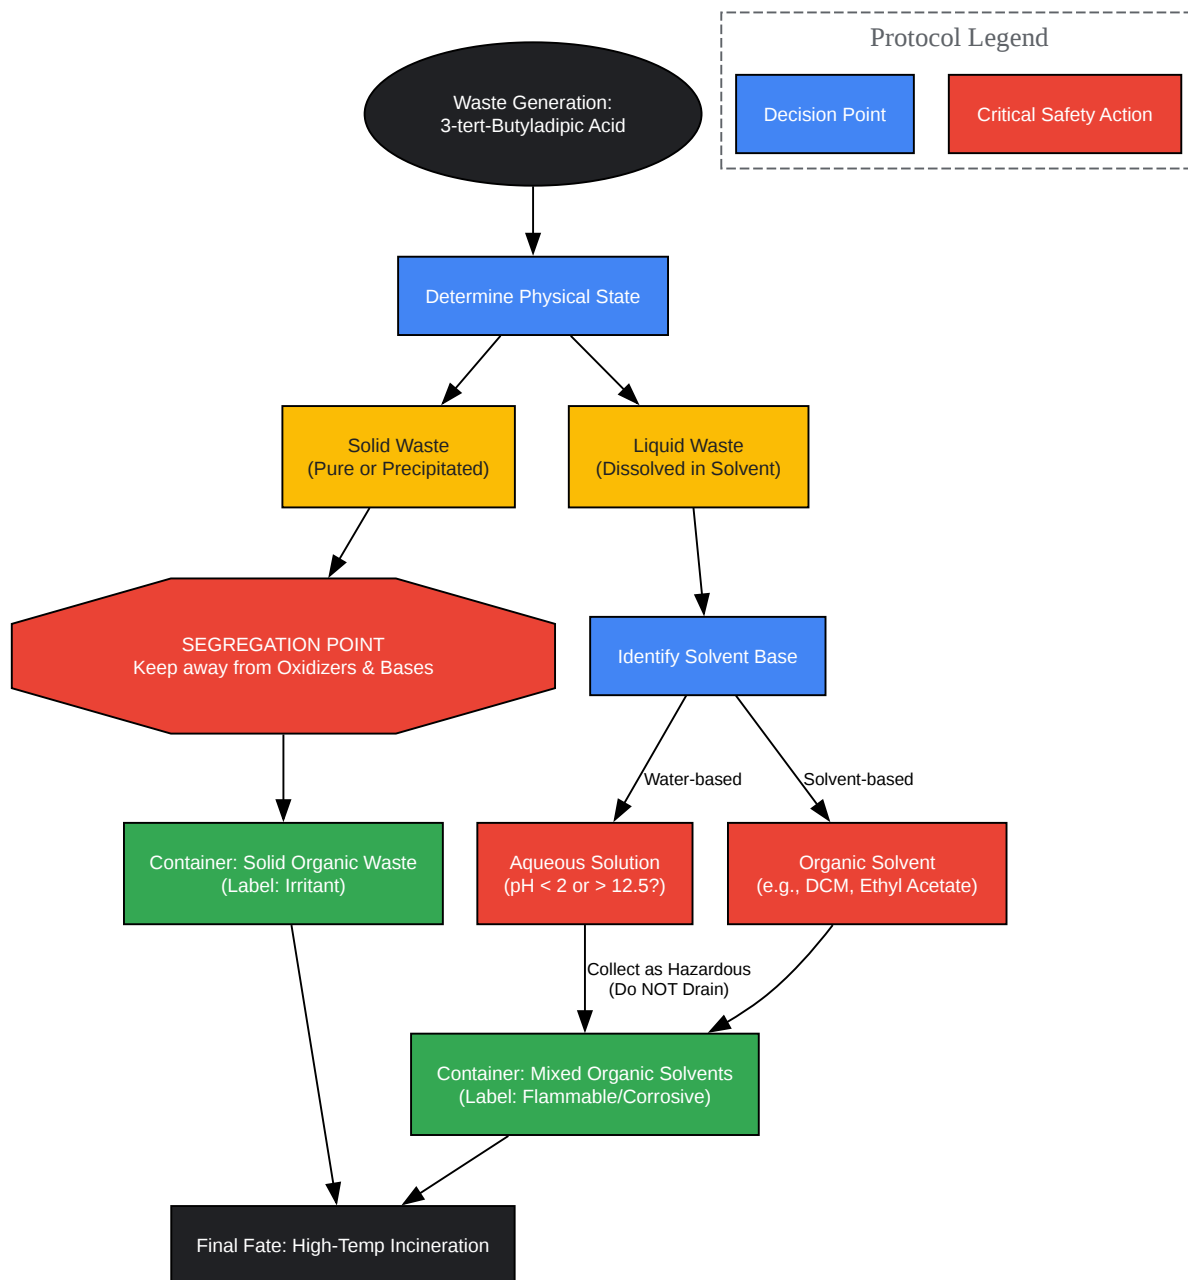 Protocol Legend
Decision Point
Critical Safety Action
Waste Generation:
3-tert-Butyladipic Acid
Determine Physical State
Solid Waste
(Pure or Precipitated)
Liquid Waste
(Dissolved in Solvent)
SEGREGATION POINT
Keep away from Oxidizers & Bases
Identify Solvent Base
Water-based
Solvent-based
Container: Solid Organic Waste
(Label: Irritant)
Aqueous Solution
(pH < 2 or > 12.5?)
Organic Solvent
(e.g., DCM, Ethyl Acetate)
Collect as Hazardous
(Do NOT Drain)
Container: Mixed Organic Solvents
(Label: Flammable/Corrosive)
Final Fate: High-Temp Incineration